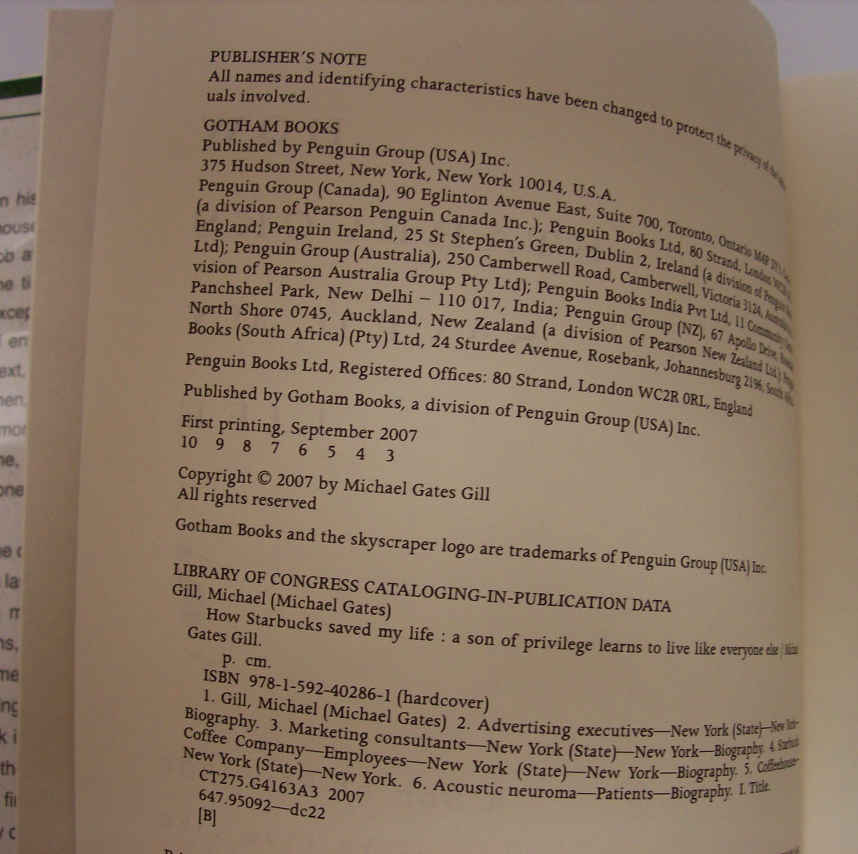 PUBLISHER'S NOTE
All names and identifying characteristics have been changed to protect the privacy of the
uals involved.
GOTHAM BOOKS
Published by Penguin Group (USA) Inc.
375 Hudson Street, New York, New York 10014, U.S.A.
Penguin Group (Canada), 90 Eglinton Avenue East, Suite 700, Toronto, Ontario
(a division of Pearson Penguin Canada Inc.); Penguin Books Ltd, 80 Strand, London
England; Penguin Ireland, 25 St Stephen's Green, Dublin 2, Ireland (a division of Penguin
Ltd); Penguin Group (Australia), 250 Camberwell Road, Camberwell, Victoria 3124,
vision of Pearson Australia Group Pty Ltd); Penguin Books India Pvt Ltd, 11 Community
Panchsheel Park, New Delhi – 110 017, India; Penguin Group (NZ), 67 Apollo Drive,
North Shore 0745, Auckland, New Zealand (a division of Pearson New Zealand Ltd.);
Books (South Africa) (Pty) Ltd, 24 Sturdee Avenue, Rosebank, Johannesburg 2196, South
Penguin Books Ltd, Registered Offices: 80 Strand, London WC2R 0RL, England
Published by Gotham Books, a division of Penguin Group (USA) Inc.
First printing, September 2007
10 9 8 7 6 5 4 3
Copyright © 2007 by Michael Gates Gill
All rights reserved
Gotham Books and the skyscraper logo are trademarks of Penguin Group (USA) Inc.
LIBRARY OF CONGRESS CATALOGING-IN-PUBLICATION DATA
Gill, Michael (Michael Gates)
How Starbucks saved my life : a son of privilege learns to live like everyone else /
Gates Gill.
p. cm.
ISBN 978-1-592-40286-1 (hardcover)
1. Gill, Michael (Michael Gates) 2. Advertising executives—New York (State)—New York—
Biography. 3. Marketing consultants—New York (State)—New York—Biography. 4. Starbucks
Coffee Company—Employees—New York (State)—New York—Biography. 5. Coffeehouses—
New York (State)—New York. 6. Acoustic neuroma—Patients—Biography. I. Title.
CT275.G4163A3 2007
647.95092—dc22
[B]